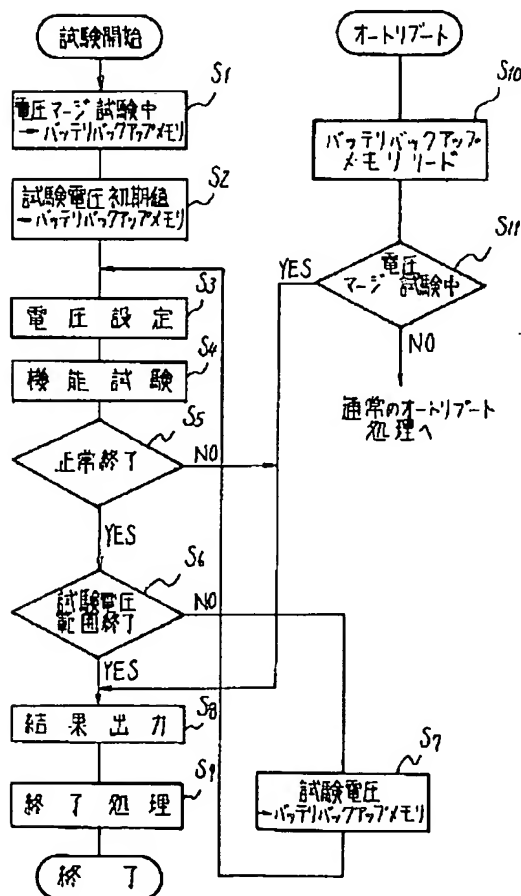 試験開始
S1
電圧マージ試験中
→バッテリバックアップメモリ
S2
試験電圧初期値
→バッテリバックアップメモリ
S3
電圧設定
S4
機能試験
S5
正常終了
NO
YES
S6
試験電圧
範囲終了
NO
YES
S8
結果出力
S9
終了処理
終了
S7
試験電圧
→バッテリバックアップメモリ
オートリブート
S10
バッテリバックアップ
メモリリード
S11
電圧
マージ試験中
YES
NO
通常のオートリブート
処理へ